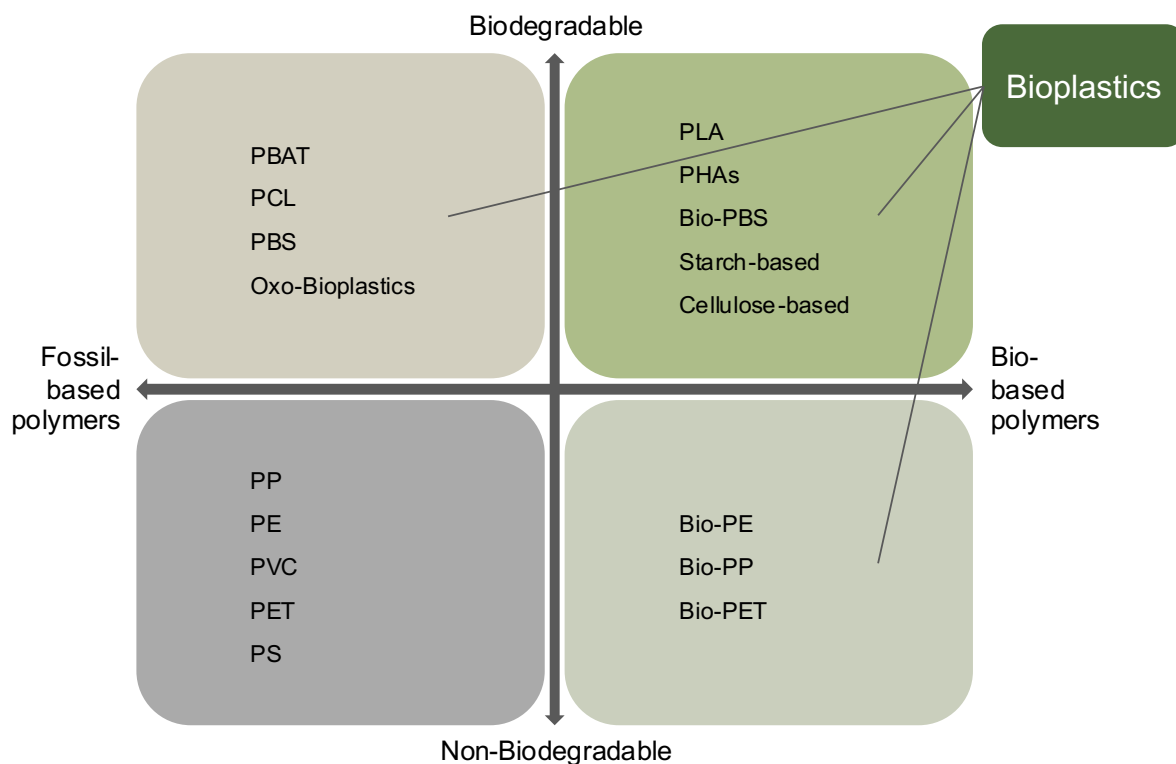 Biodegradable
Bioplastics
PBAT
PCL
PBS
Oxo-Bioplastics
PLA
PHAs
Bio-PBS
Starch-based
Cellulose-based
Fossil-
based
polymers
Bio-
based
polymers
PP
PE
PVC
PET
PS
Bio-PE
Bio-PP
Bio-PET
Non-Biodegradable